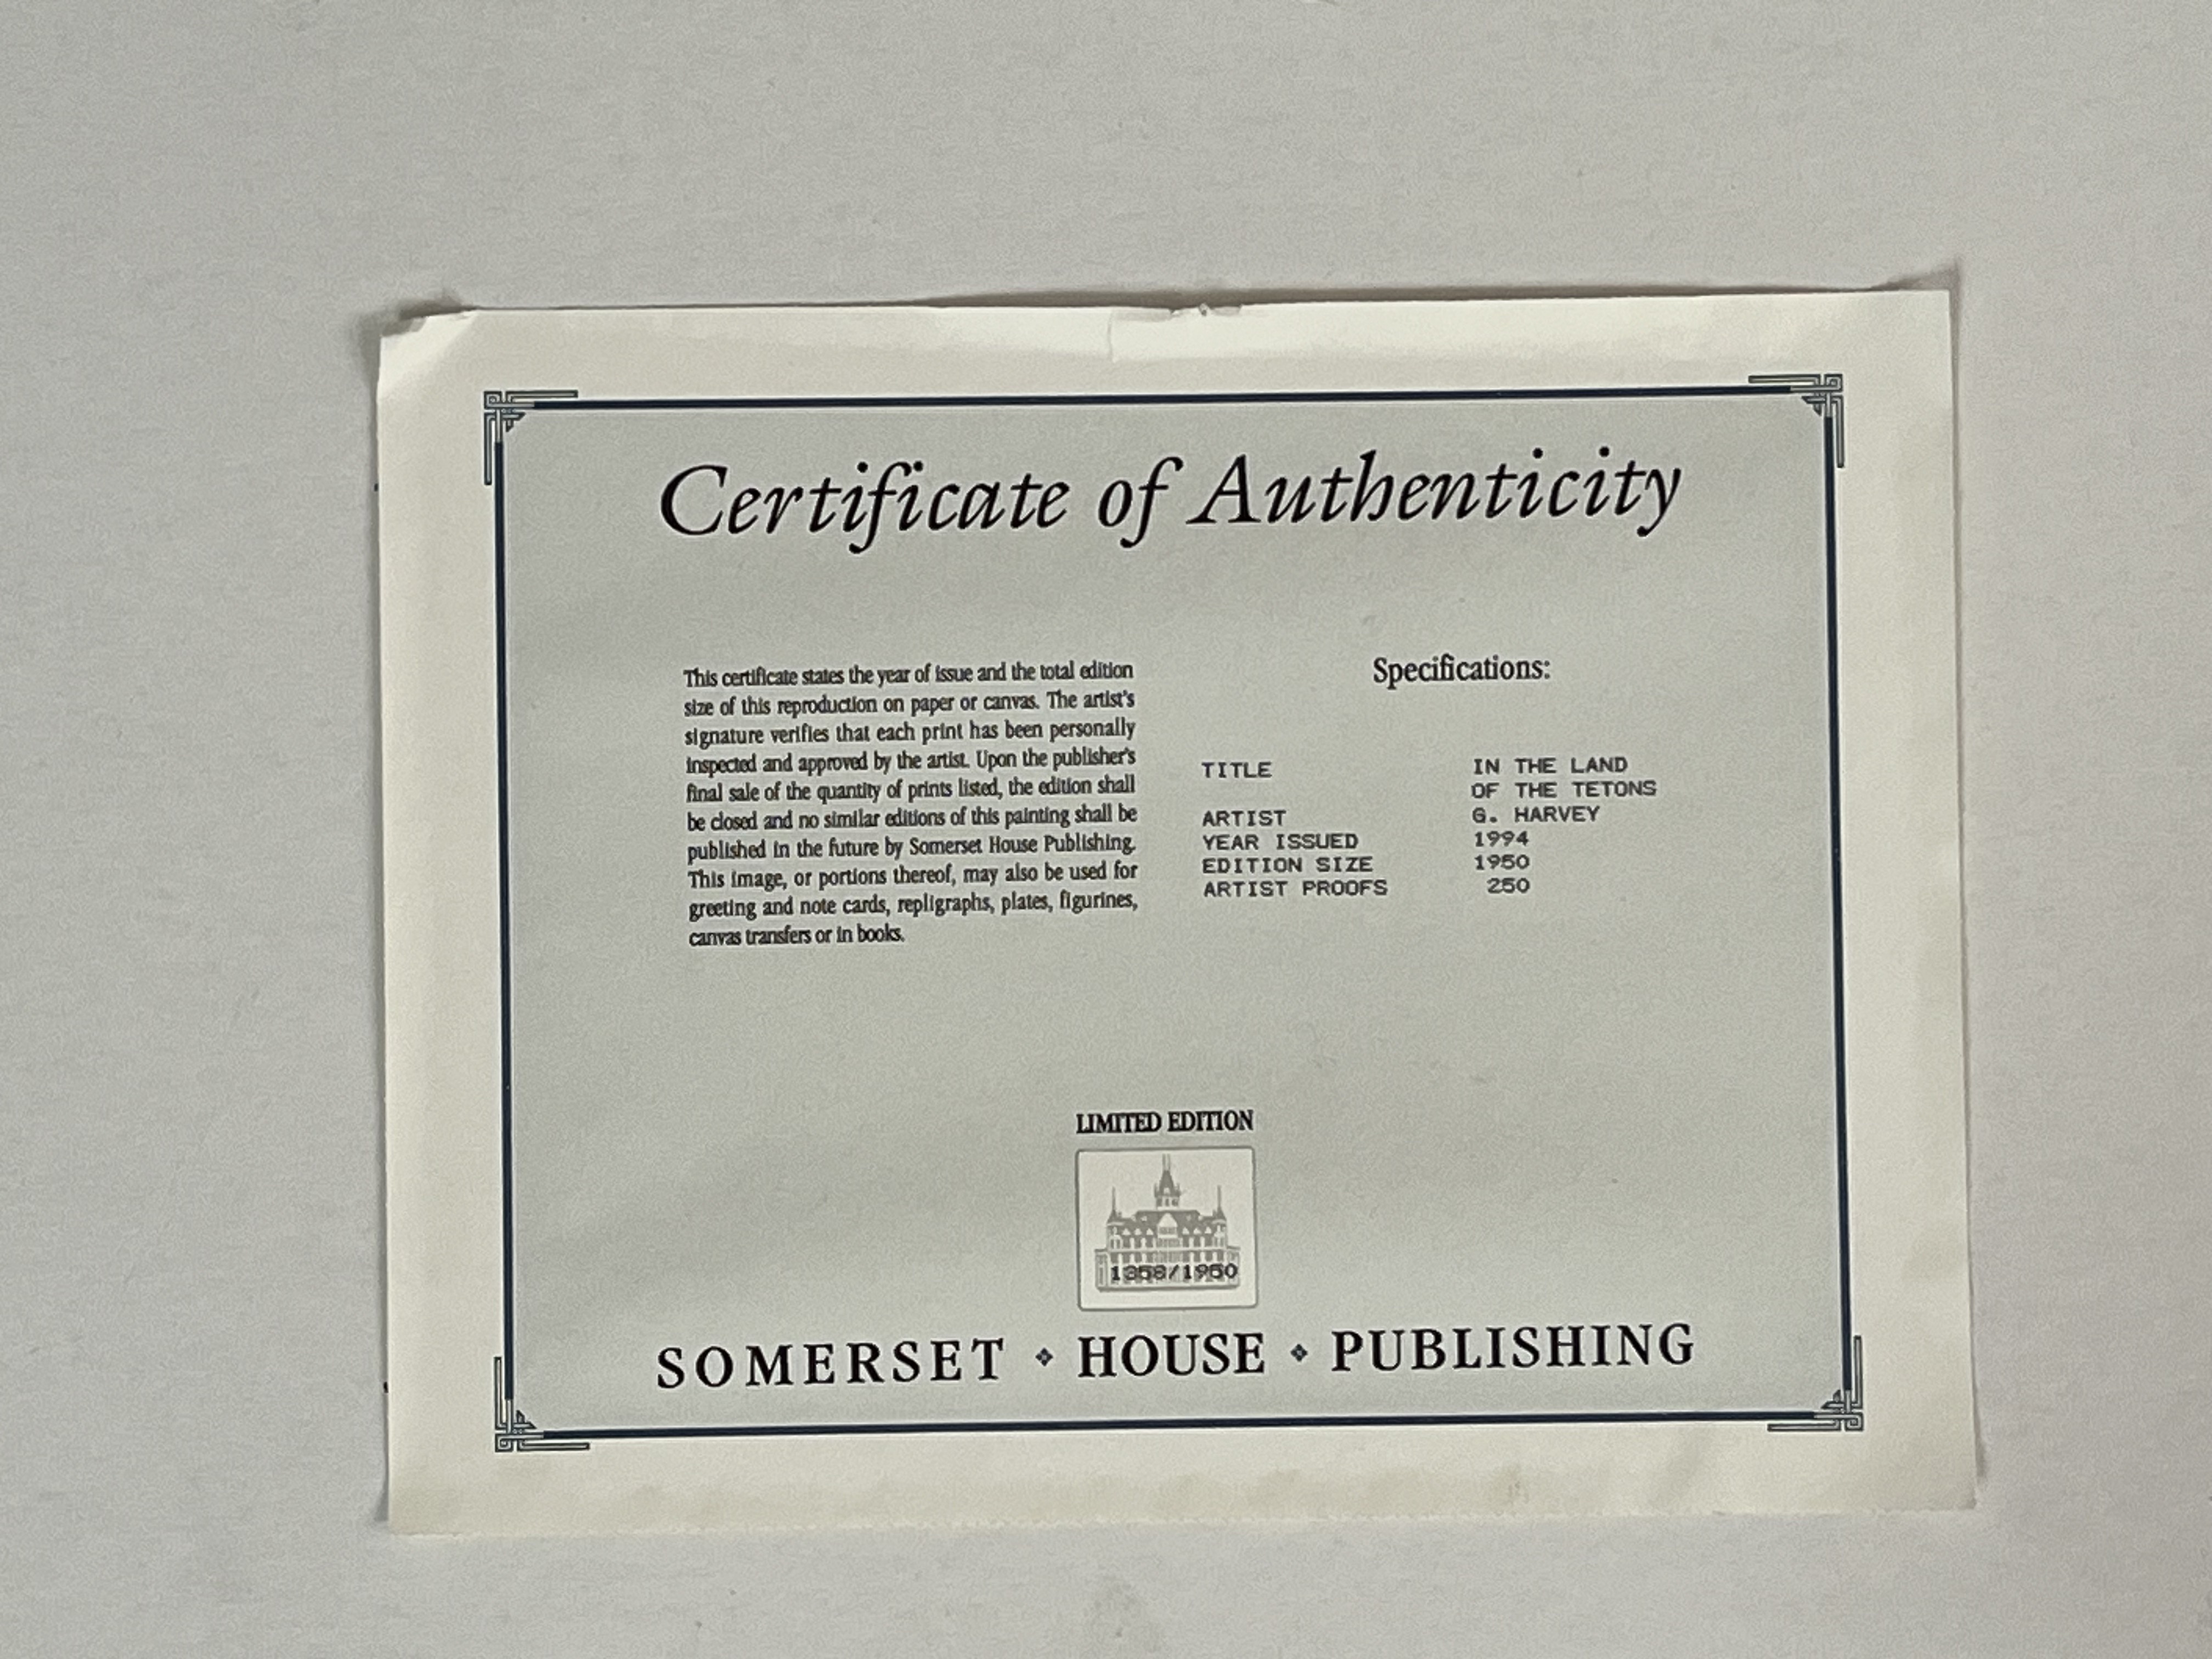 Certificate of Authenticity
This certificate states the year of issue and the total edition
size of this reproduction on paper or canvas. The artist's
signature verifies that each print has been personally
inspected and approved by the artist. Upon the publisher's
final sale of the quantity of prints listed, the edition shall
be closed and no similar editions of this painting shall be
published in the future by Somerset House Publishing.
This image, or portions thereof, may also be used for
greeting and note cards, repligraphs, plates, figurines,
canvas transfers or in books.
Specifications:
TITLE IN THE LAND
OF THE TETONS
ARTIST G. HARVEY
YEAR ISSUED 1994
EDITION SIZE 1950
ARTIST PROOFS 250
LIMITED EDITION
1358/1950
SOMERSET ❖ HOUSE ❖ PUBLISHING